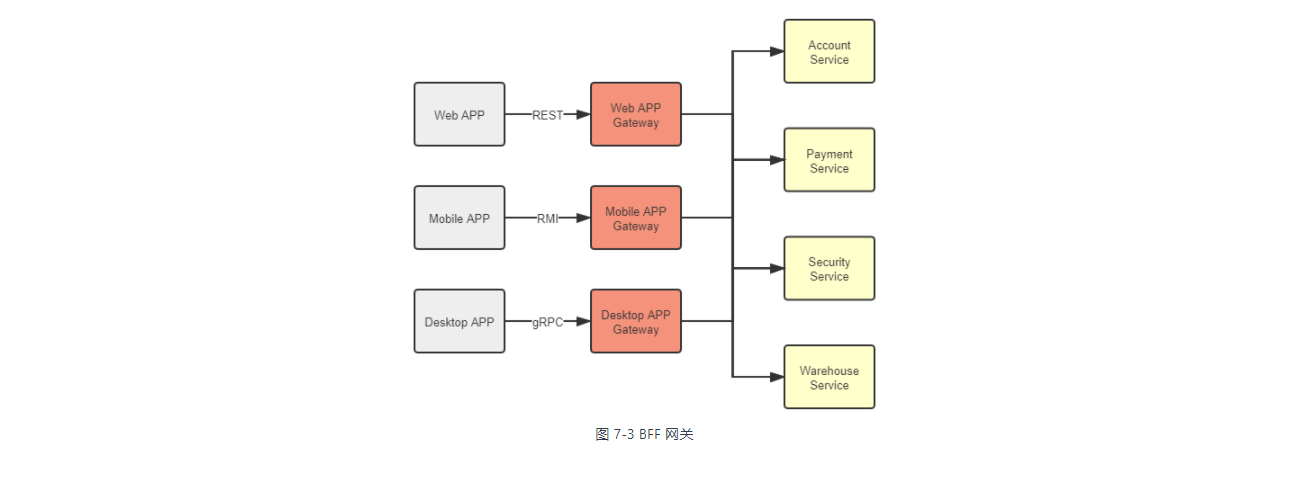 Account
Service
Web APP
REST
Web APP
Gateway
Payment
Service
Mobile APP
RMI
Mobile APP
Gateway
Security
Service
Desktop APP
gRPC
Desktop APP
Gateway
Warehouse
Service
图 7-3 BFF 网关